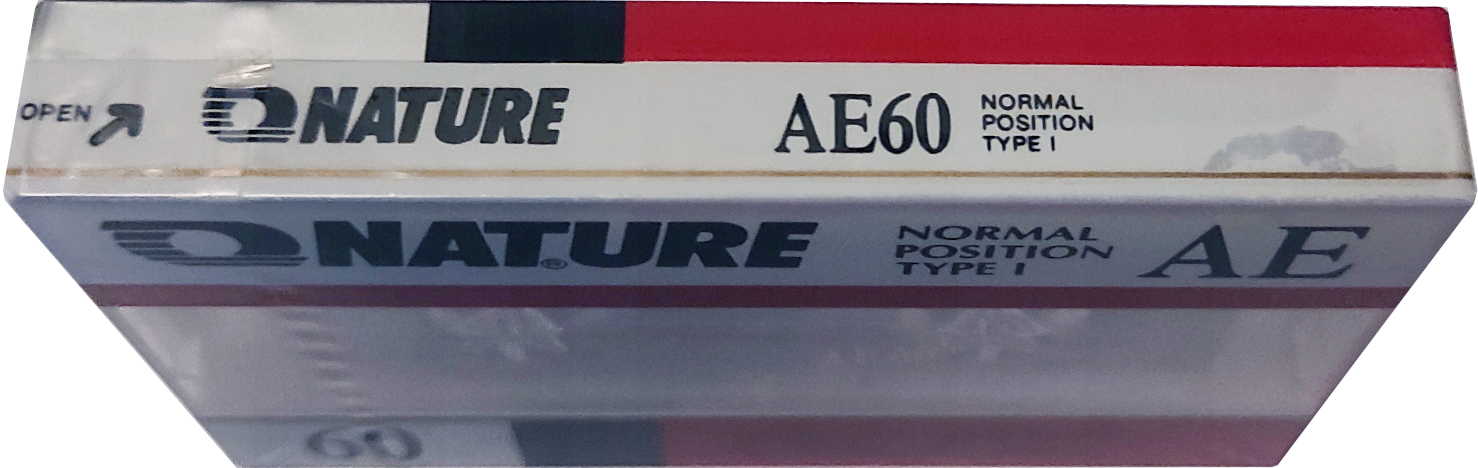 OPEN
NATURE
AE60
NORMAL
POSITION
TYPE I
NATURE®
NORMAL
POSITION
TYPE I
AE
60